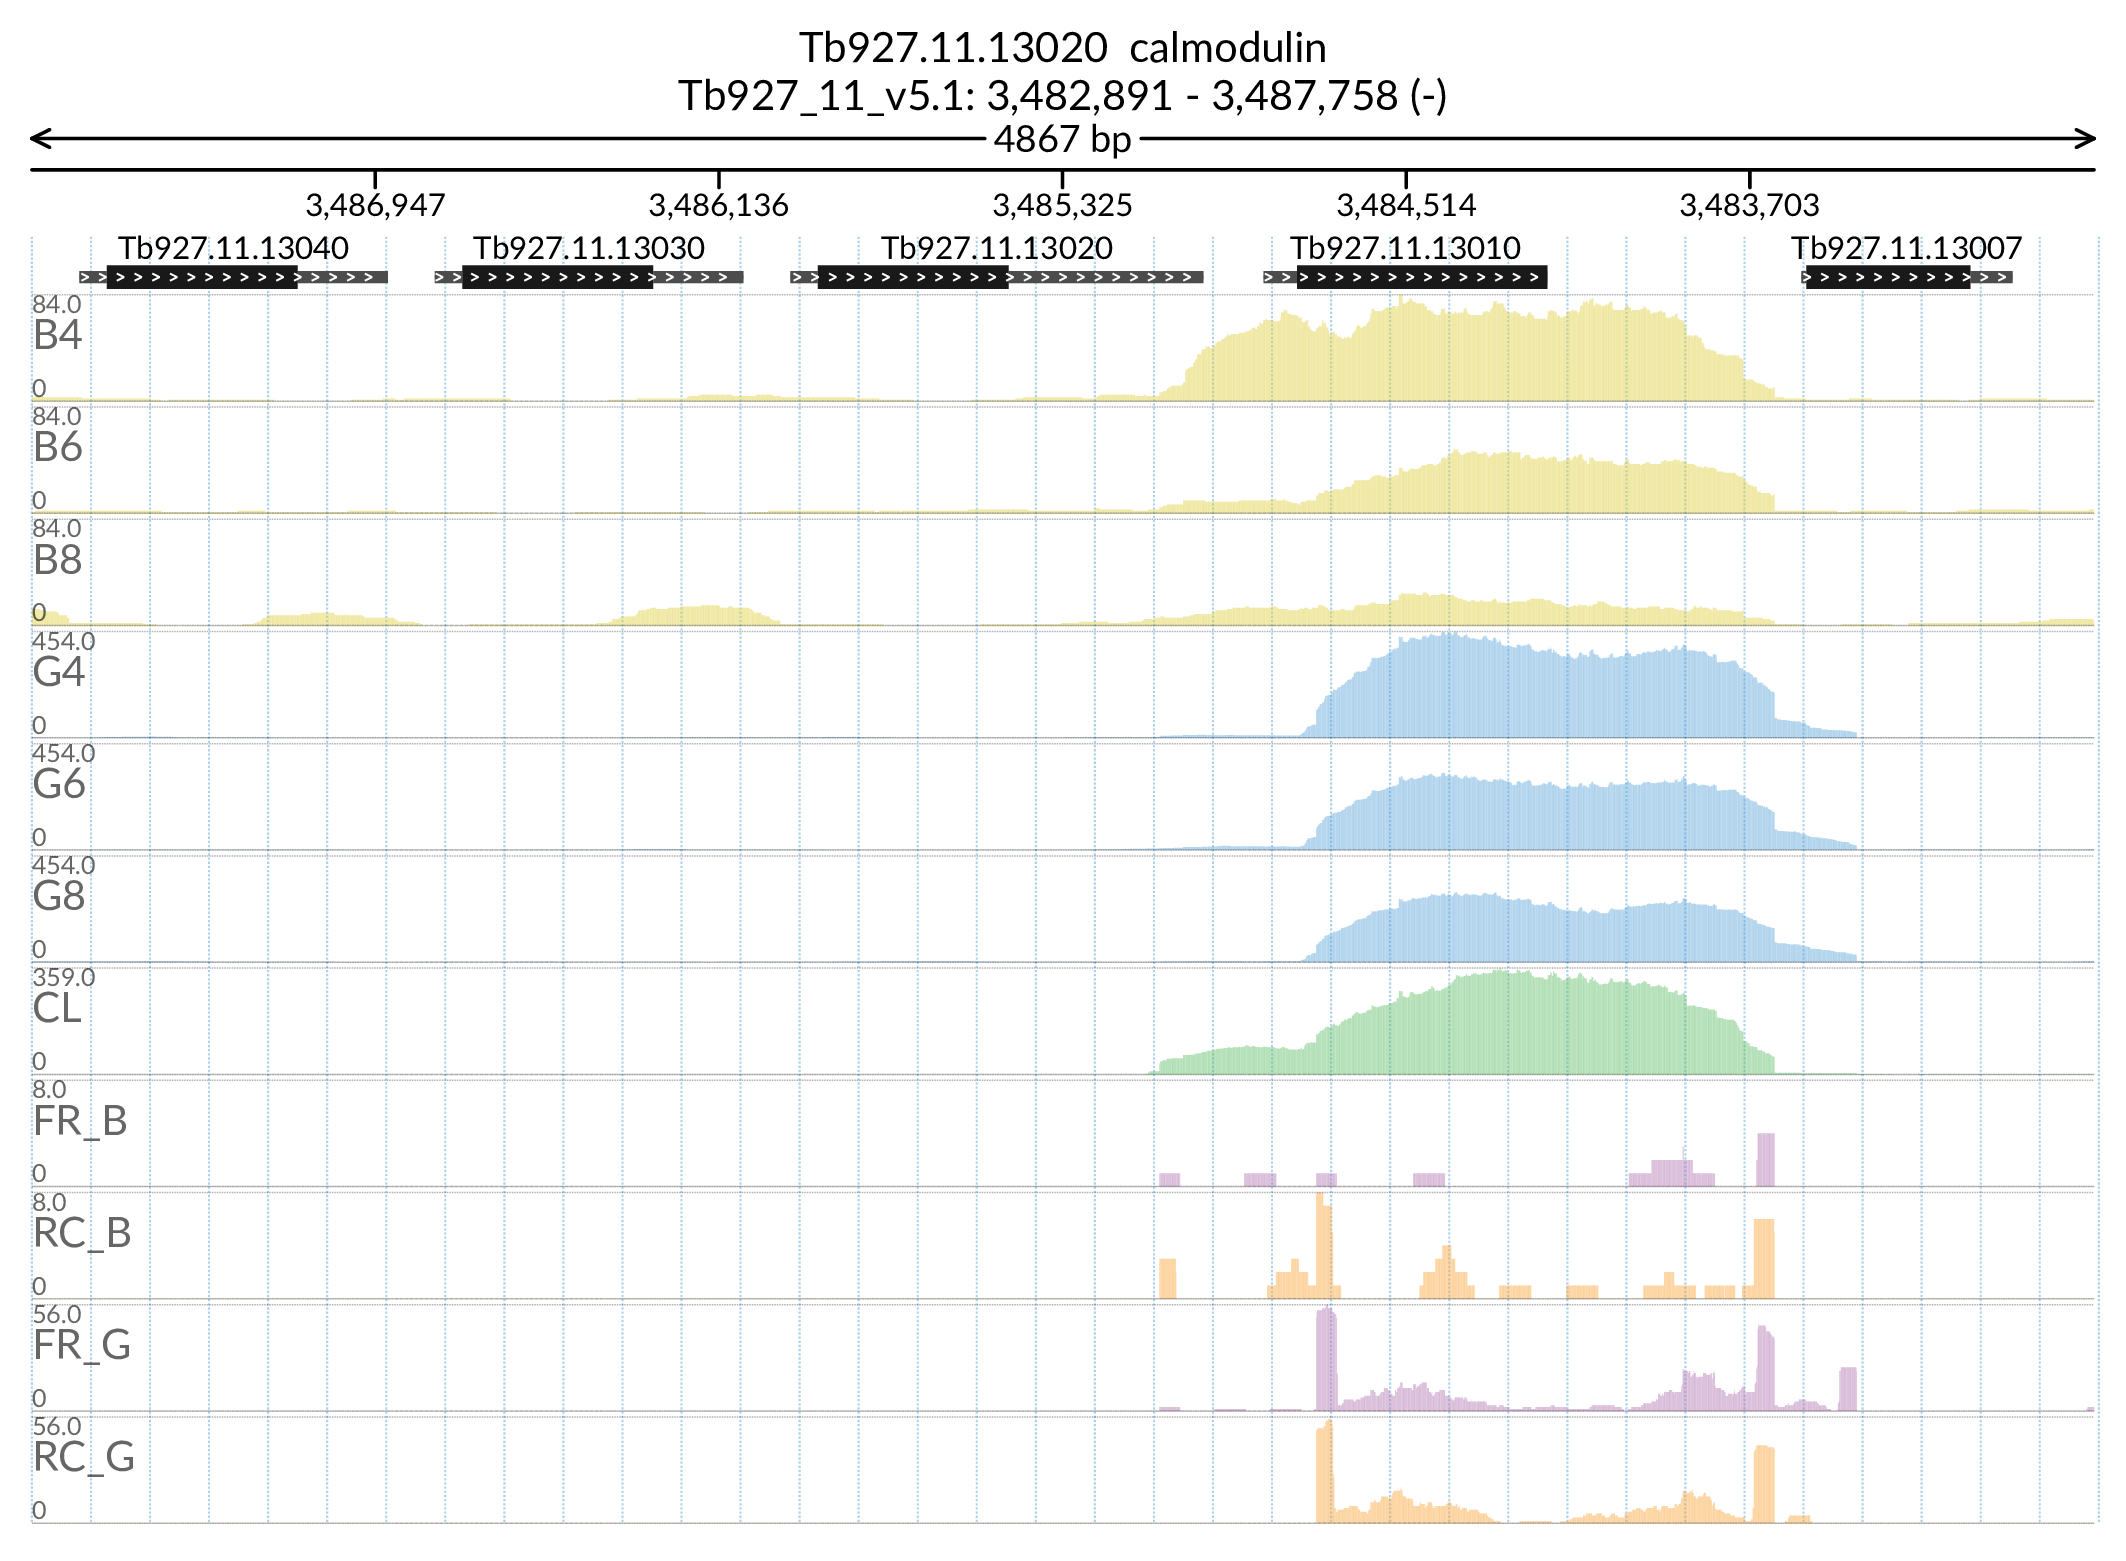 Tb927.11.13020 calmodulin
Tb927_11_v5.1: 3,482,891 - 3,487,758 (-)
4867 bp
3,486,947 3,486,136 3,485,325 3,484,514 3,483,703
Tb927.11.13040 Tb927.11.13030 Tb927.11.13020 Tb927.11.13010 Tb927.11.13007
84.0
B4
0
84.0
B6
0
84.0
B8
0
454.0
G4
0
454.0
G6
0
454.0
G8
0
359.0
CL
0
8.0
FR_B
0
8.0
RC_B
0
56.0
FR_G
0
56.0
RC_G
0